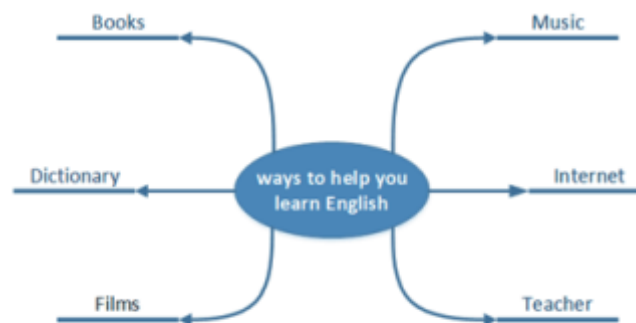 Books
Music
ways to help you
learn English
Dictionary
Internet
Films
Teacher